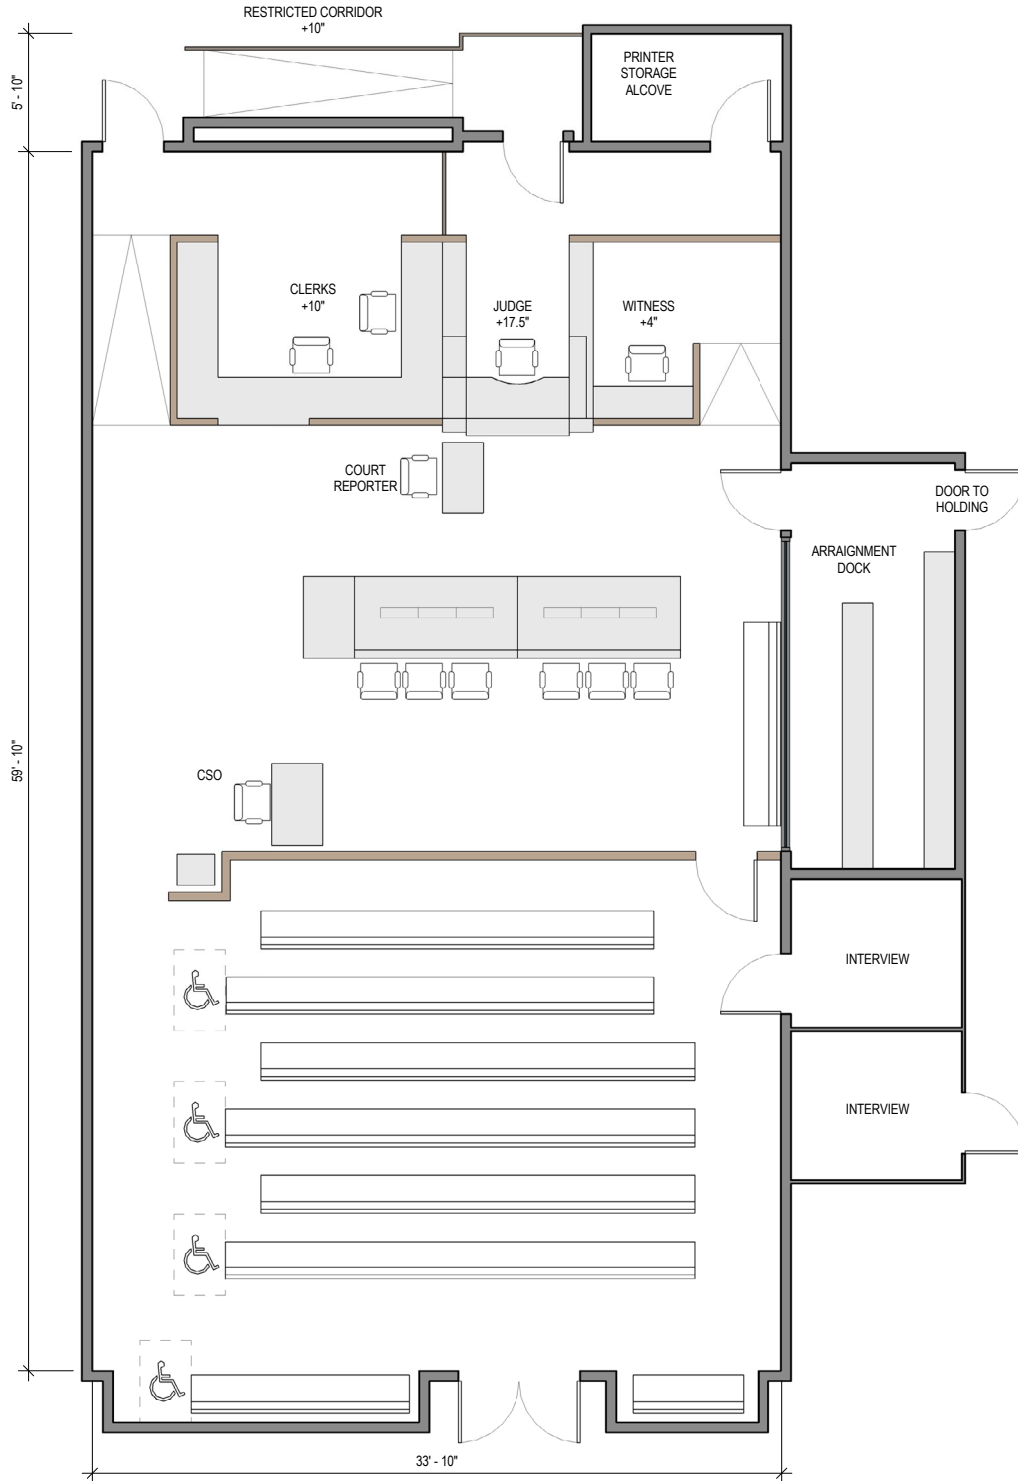 RESTRICTED CORRIDOR
+10"
PRINTER
STORAGE
ALCOVE
5' - 10"
CLERKS
+10"
JUDGE
+17.5"
WITNESS
+4"
COURT
REPORTER
DOOR TO
HOLDING
ARRAIGNMENT
DOCK
59' - 10"
CSO
INTERVIEW
INTERVIEW
33' - 10"